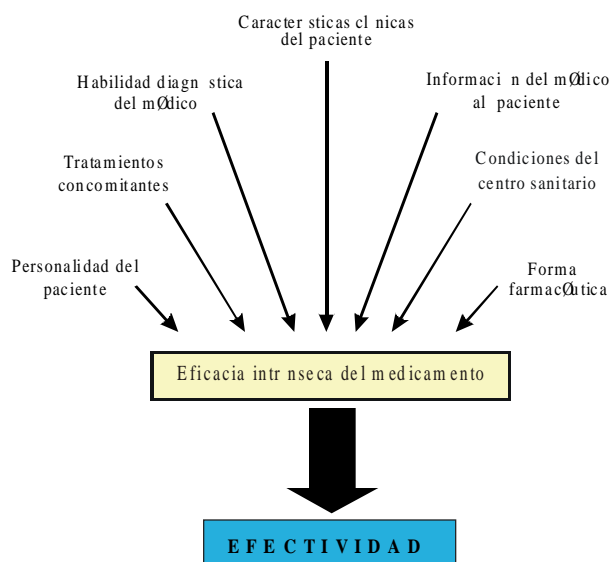 Caracter sticas cl nicas
del paciente
Habilidad diagn stica
del mØdico
Informaci n del mØdico
al paciente
Tratamientos
concomitantes
Condiciones del
centro sanitario
Personalidad del
paciente
Forma
farmacØutica
Eficacia intr nseca del medicamento
EFECTIVIDAD